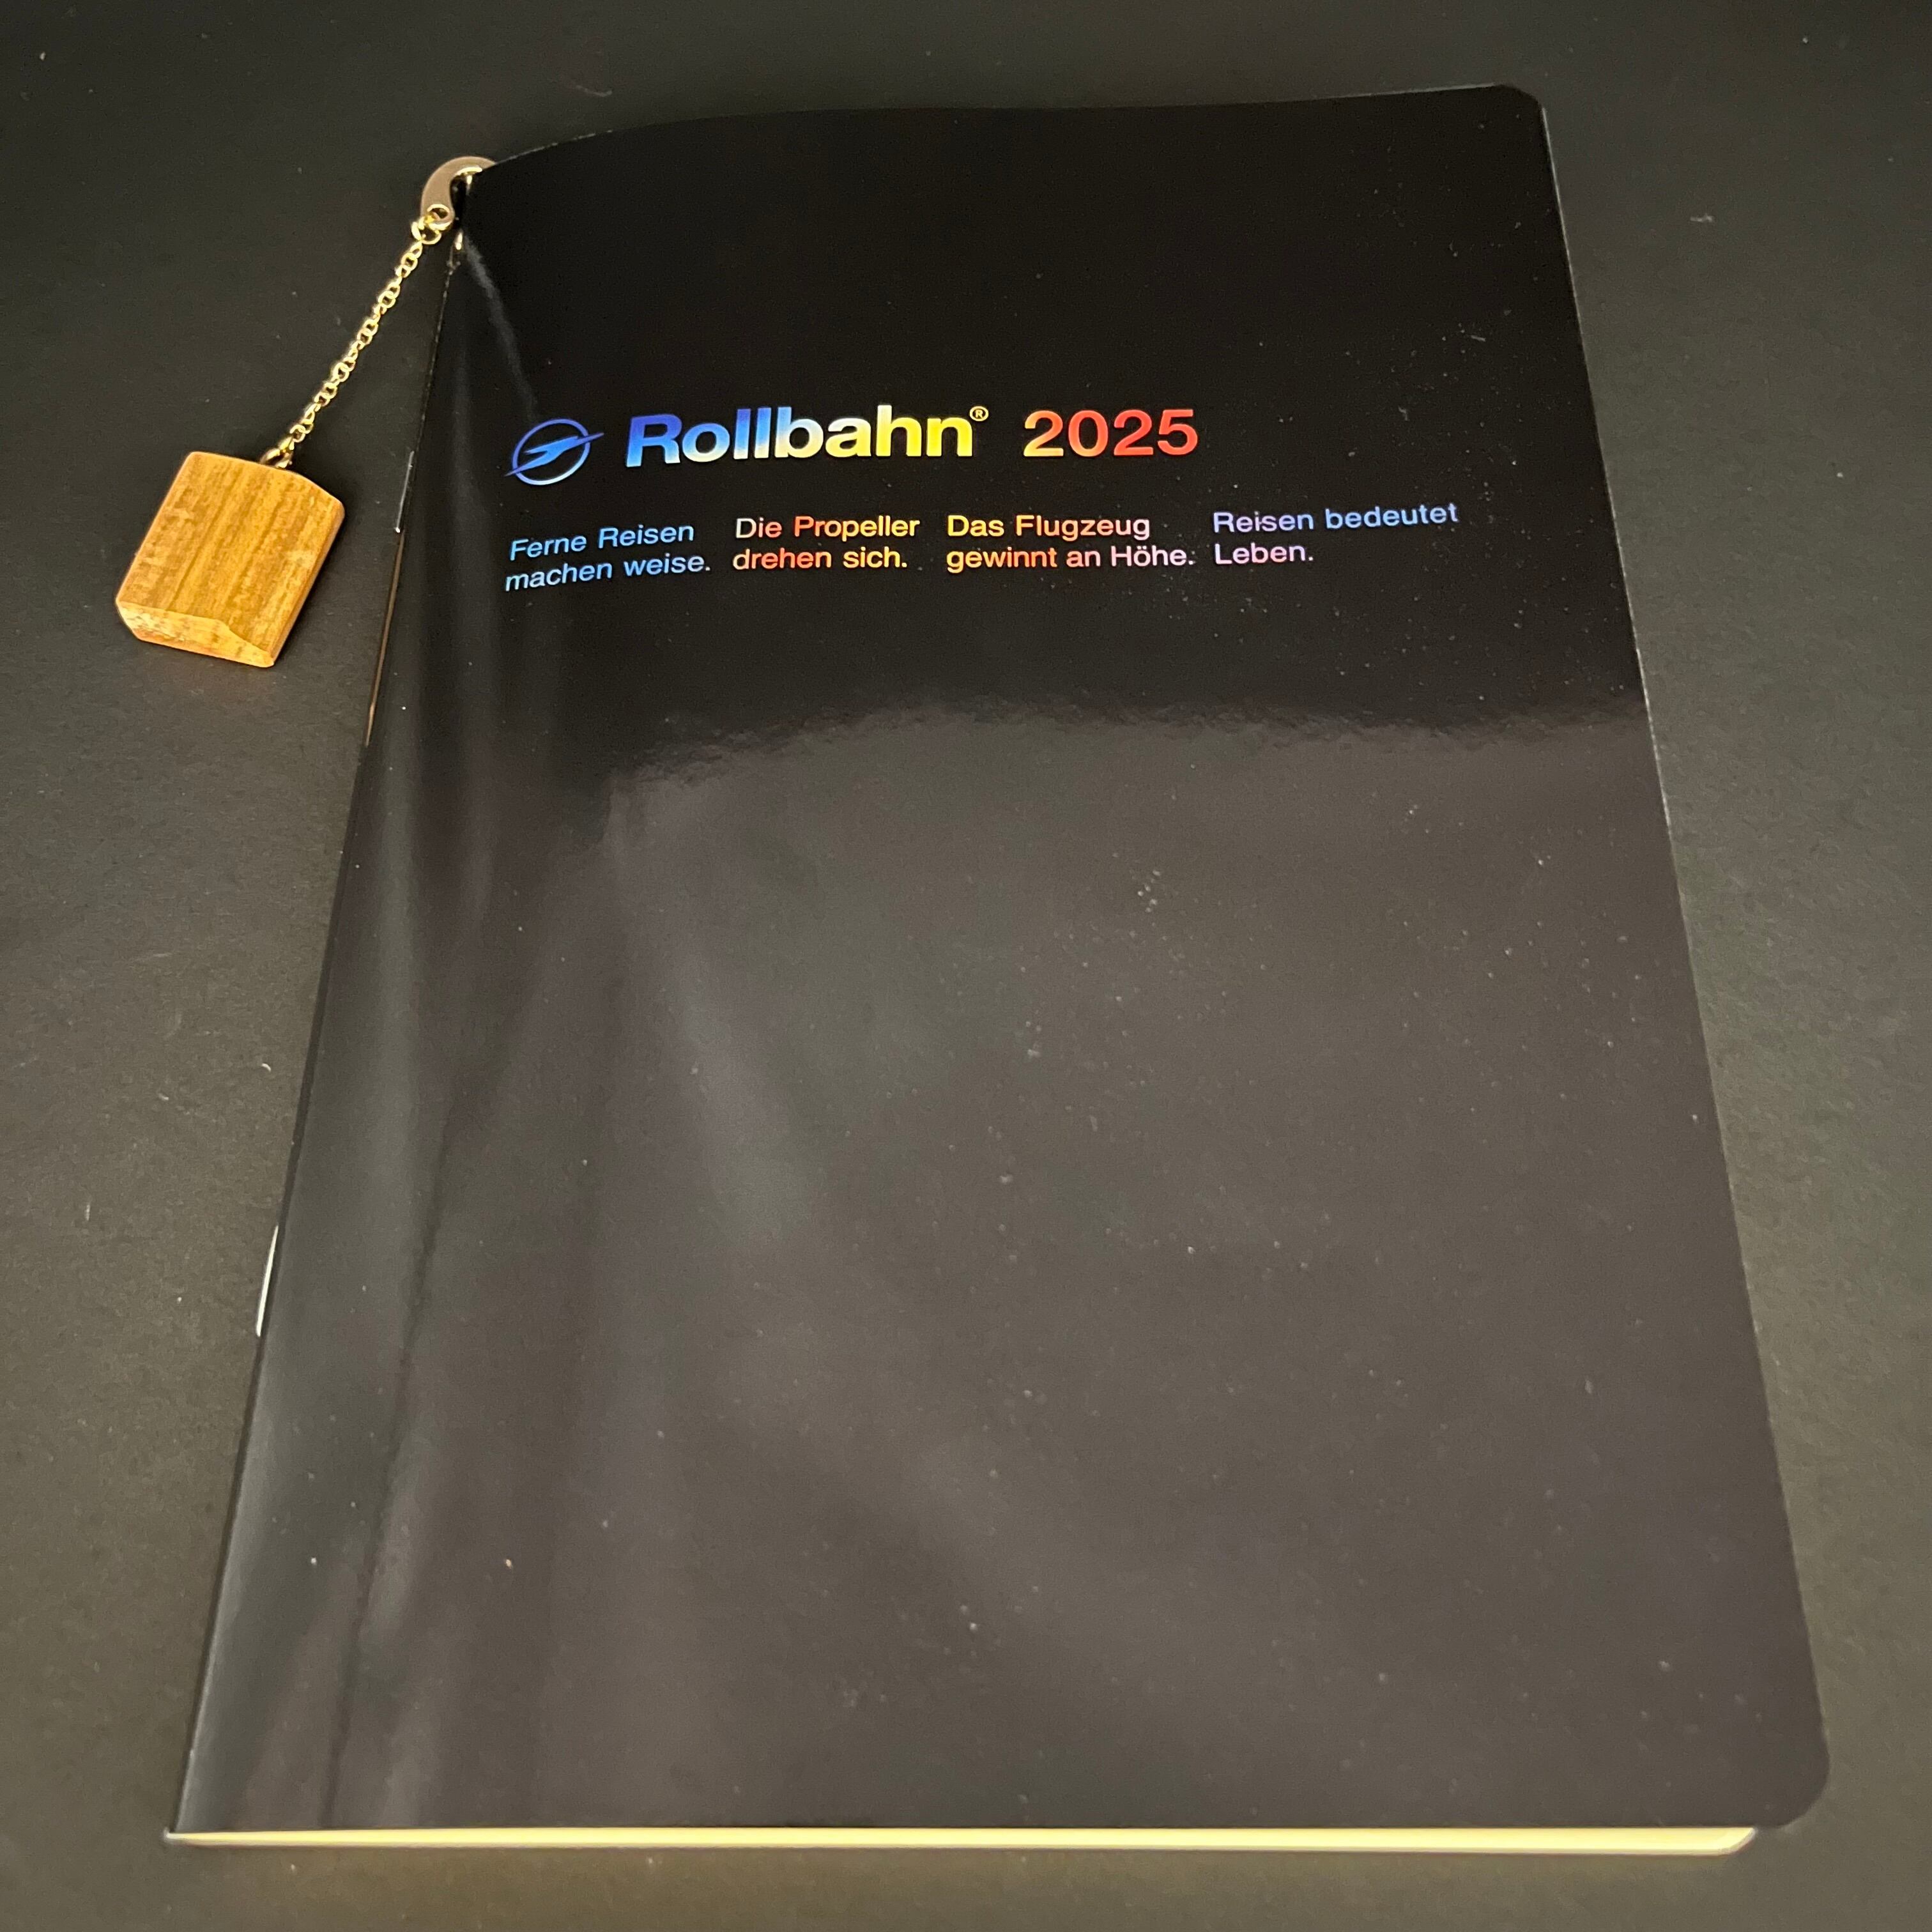 Rollbahn® 2025
Ferne Reisen
machen weise.
Die Propeller
drehen sich.
Das Flugzeug
gewinnt an Höhe.
Reisen bedeutet
Leben.